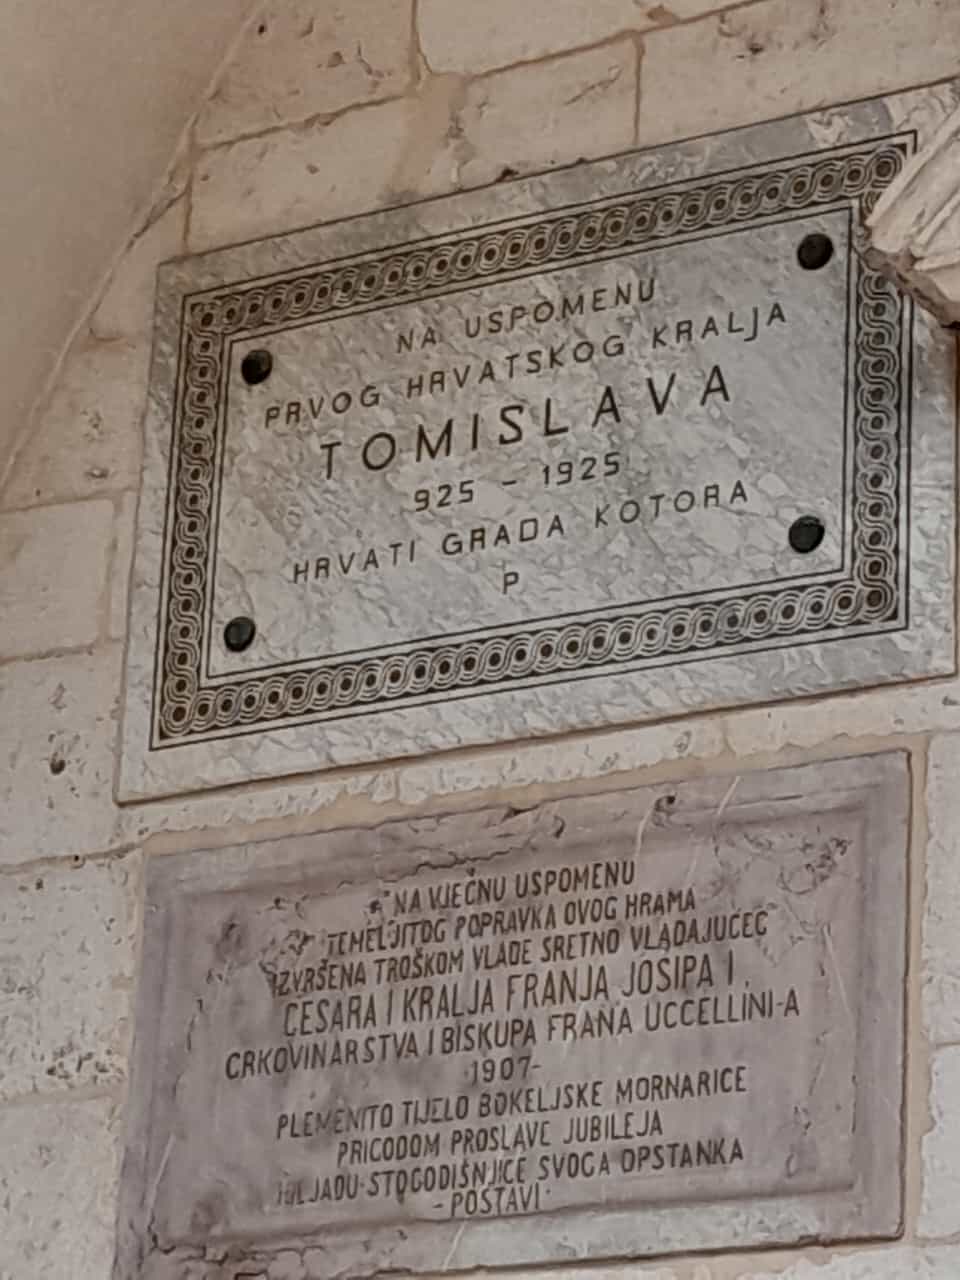 NA USPOMENU
PRVOG HRVATSKOG KRALJA
TOMISLAVA
925 - 1925
HRVATI GRADA KOTORA
P
NA VJEČNU USPOMENU
TEMELJITOG POPRAVKA OVOG HRAMA
IZVRŠENA TROŠKOM VLADE SRETNO VLADAJUĆEG
CESARA I KRALJA FRANJA JOSIPA I.
CRKOVINARSTVA I BISKUPA FRANA UCCELLINI-A
-1907-
PLEMENITO TIJELO BOKELJSKE MORNARICE
PRIGODOM PROSLAVE JUBILEJA
HILJADU-STOGODIŠNJICE SVOGA OPSTANKA
-POSTAVI-